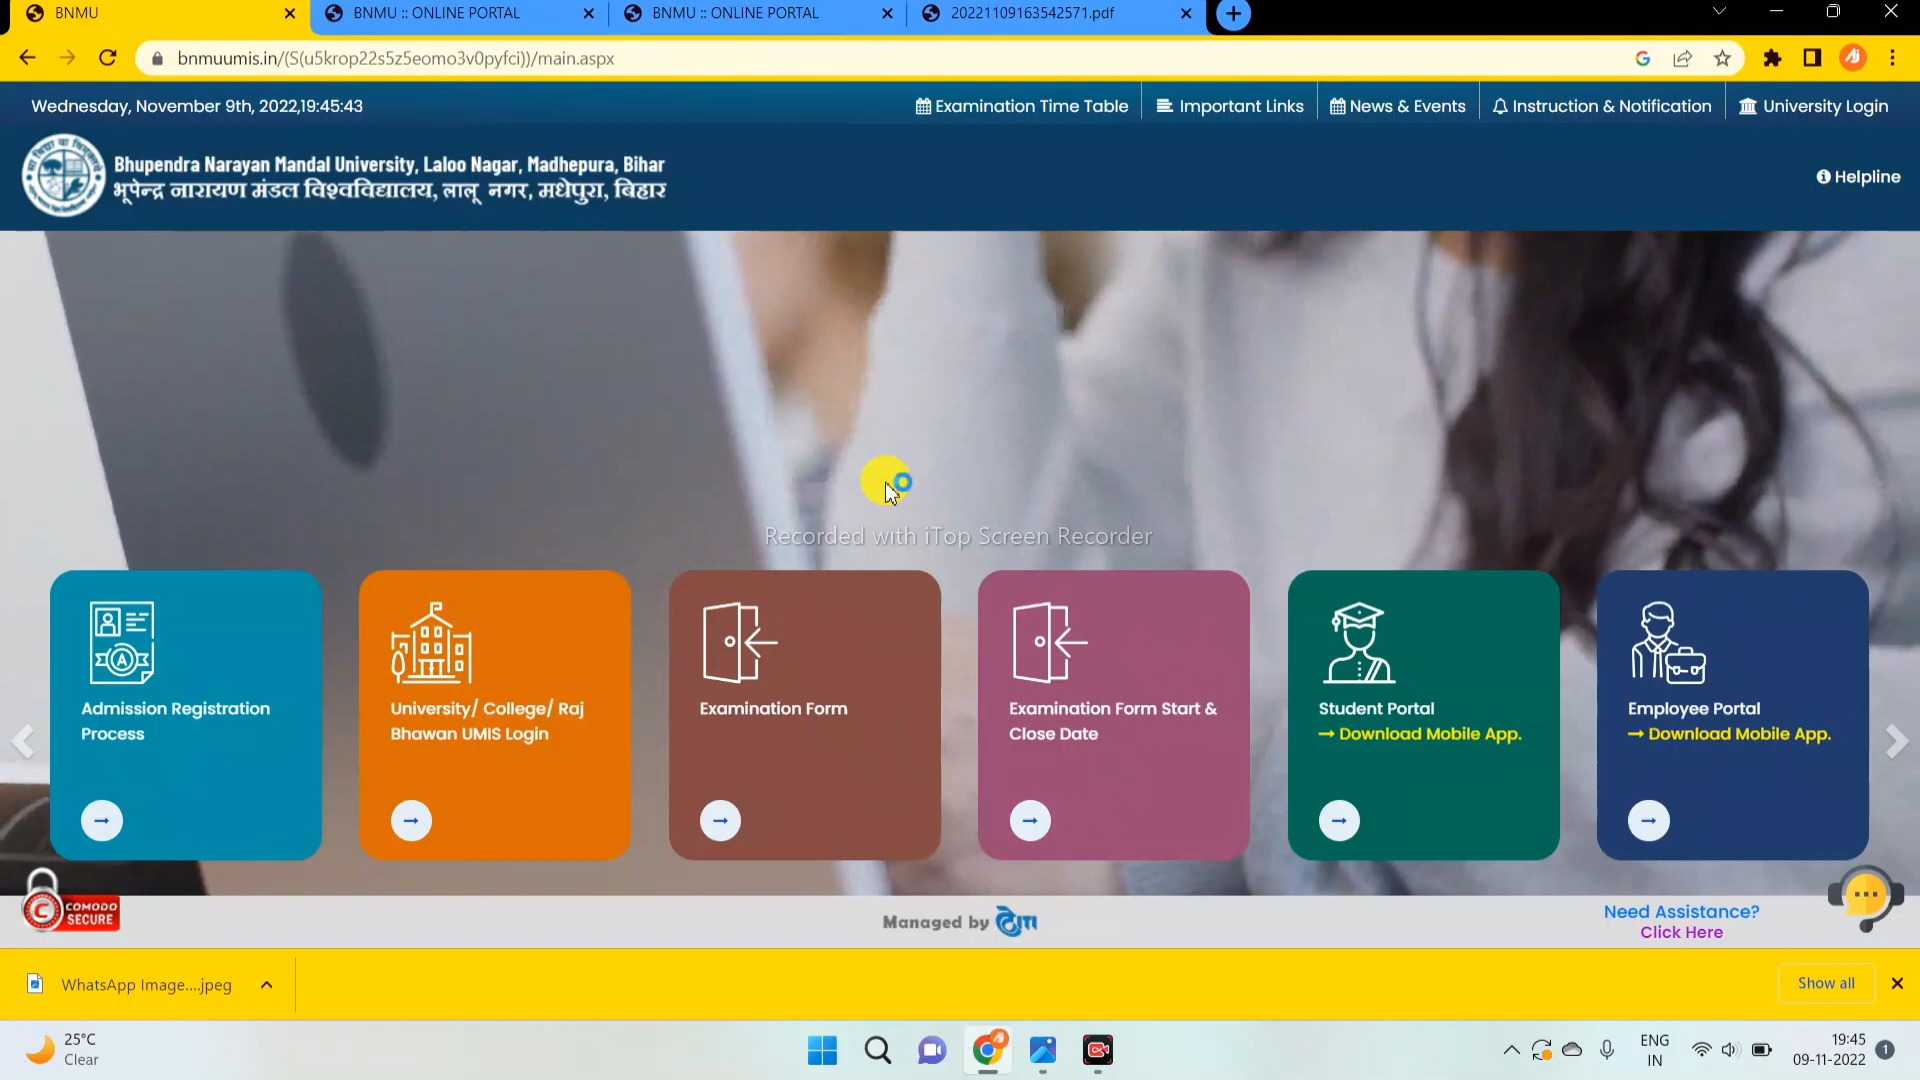 BNMU
BNMU :: ONLINE PORTAL
BNMU :: ONLINE PORTAL
20221109163542571.pdf
bnmuumis.in/(S(u5krop22s5z5eomo3v0pyfci))/main.aspx
Wednesday, November 9th, 2022,19:45:43
Examination Time Table
Important Links
News & Events
Instruction & Notification
University Login
Bhupendra Narayan Mandal University, Laloo Nagar, Madhepura, Bihar
भूपेन्द्र नारायण मंडल विश्वविद्यालय, लालू नगर, मधेपुरा, बिहार
Helpline
Recorded with iTop Screen Recorder
Admission Registration
Process
University/ College/ Raj
Bhawan UMIS Login
Examination Form
Examination Form Start &
Close Date
Student Portal
→ Download Mobile App.
Employee Portal
→ Download Mobile App.
COMODO
SECURE
Managed by
Need Assistance?
Click Here
WhatsApp Image....jpeg
Show all
25°C
Clear
ENG
IN
19:45
09-11-2022
1